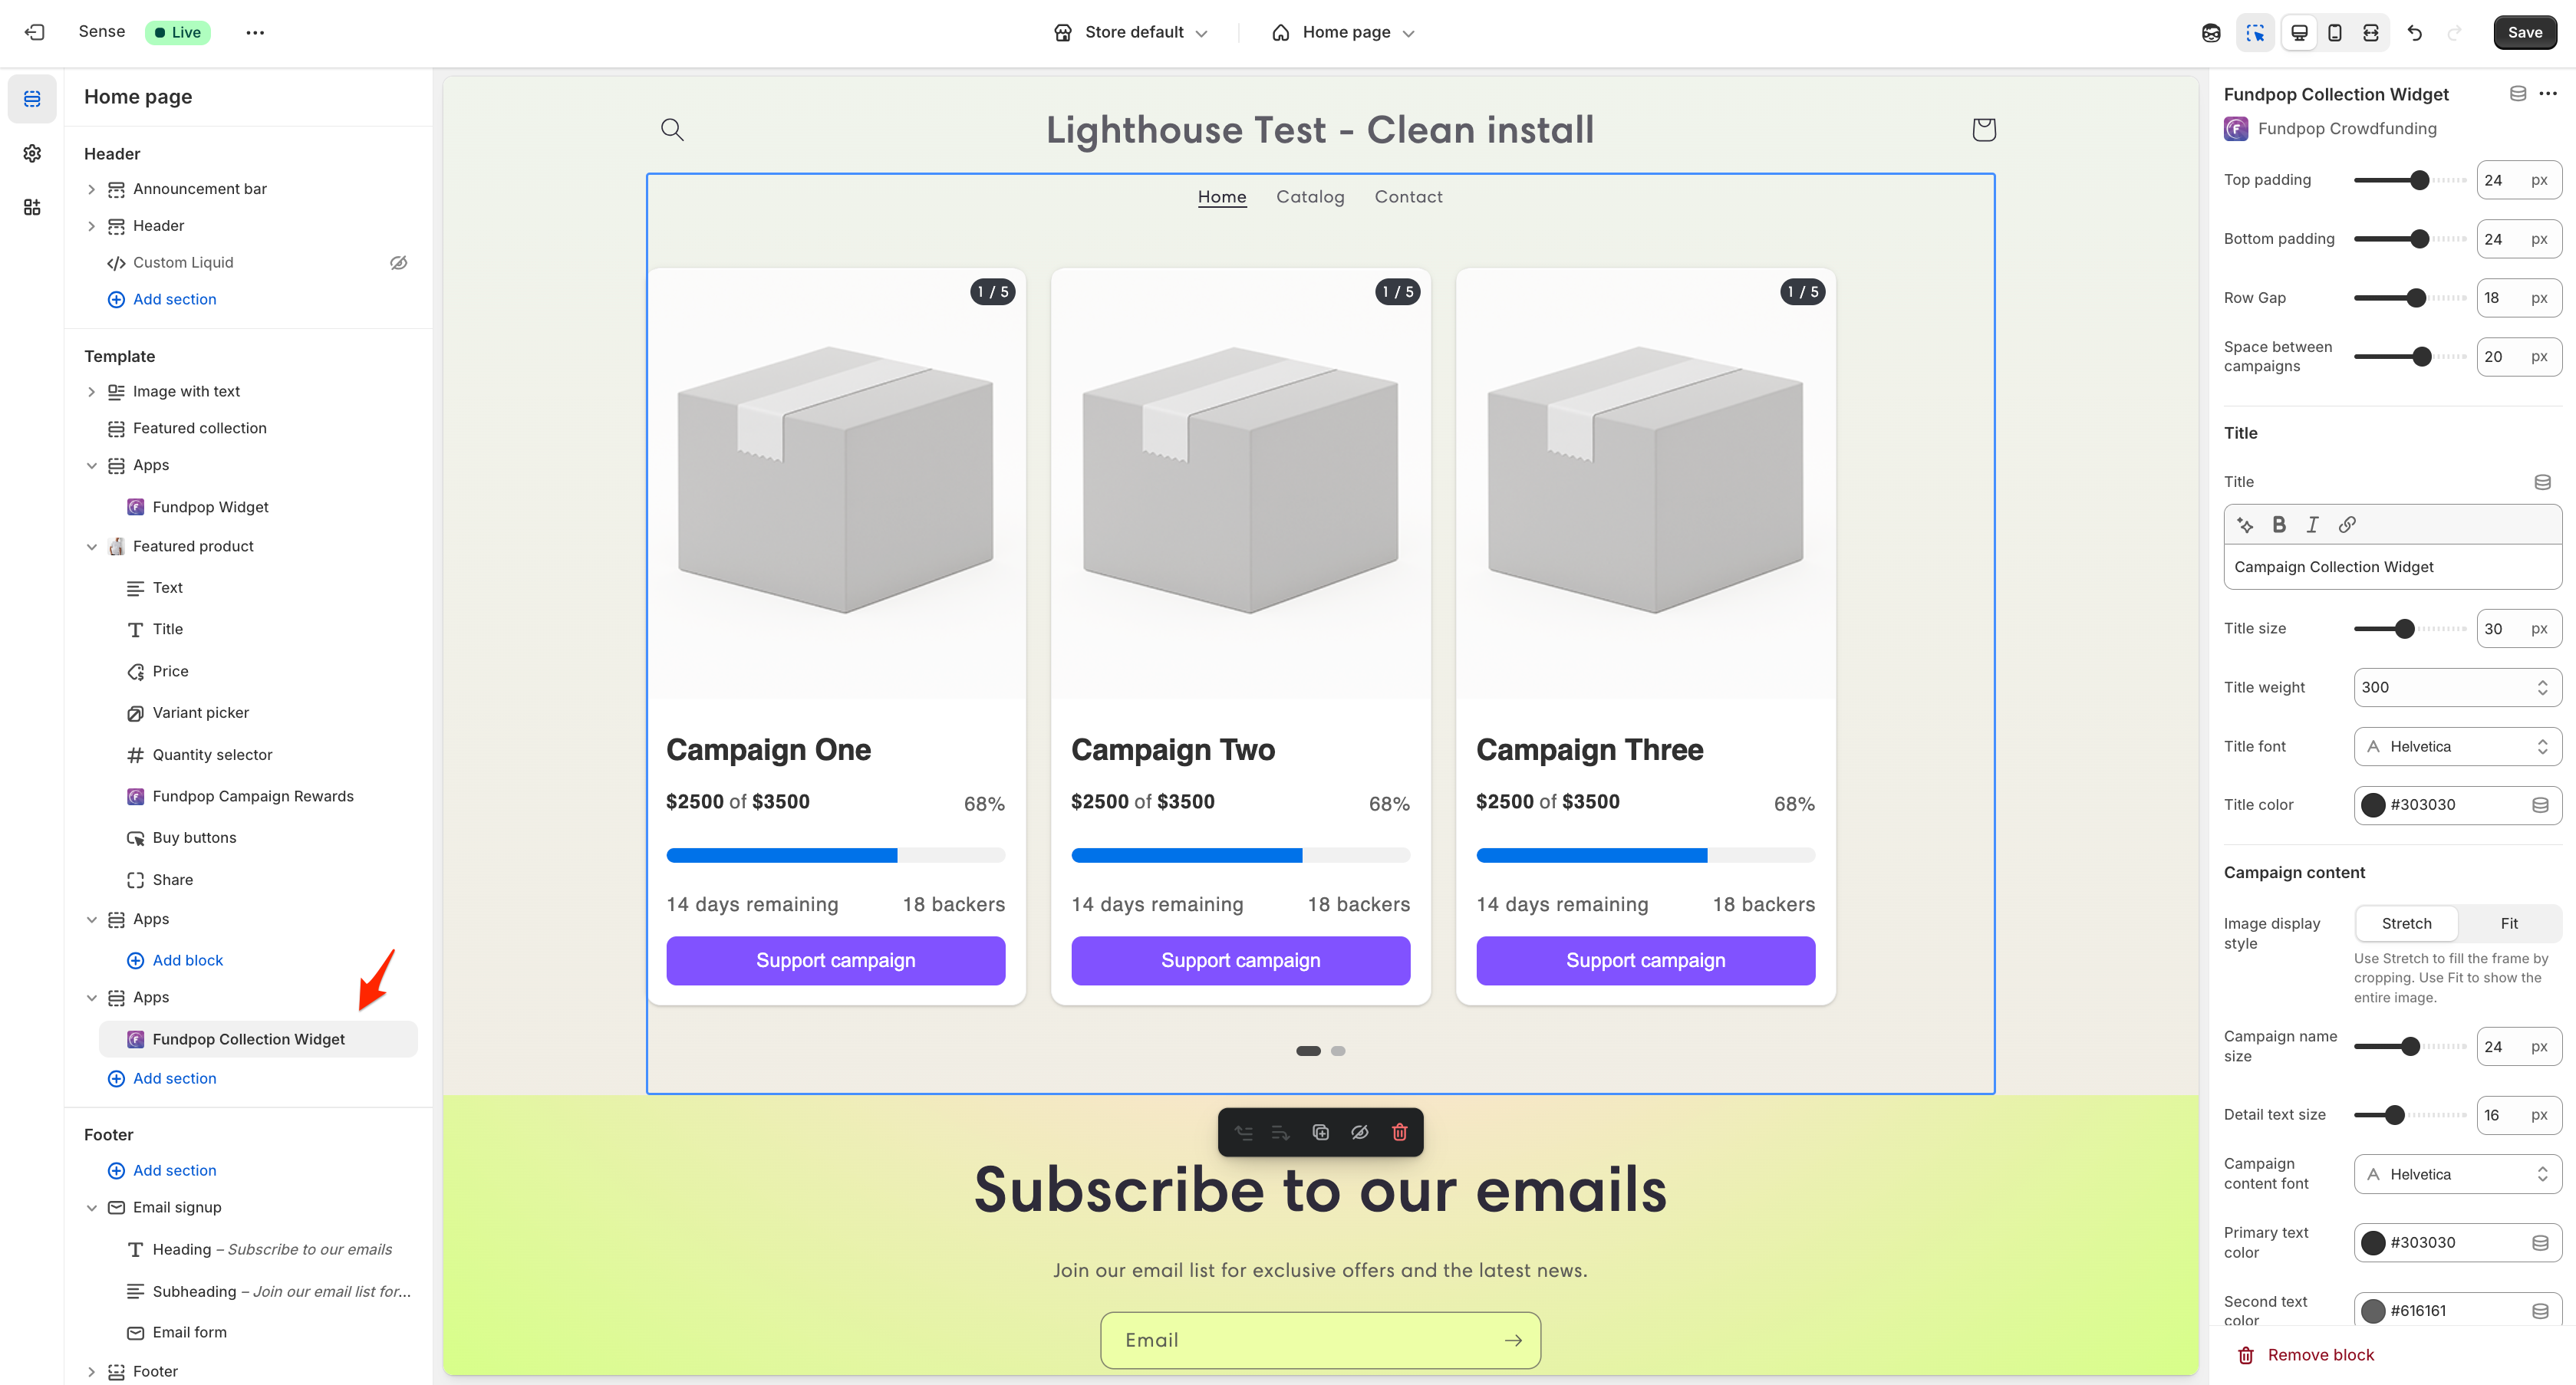 Sense
Live
Store default
Home page
Save
Home page
Header
Announcement bar
Header
Custom Liquid
Add section
Template
Image with text
Featured collection
Apps
Fundpop Widget
Featured product
Text
Title
Price
Variant picker
Quantity selector
Fundpop Campaign Rewards
Buy buttons
Share
Apps
Add block
Apps
Fundpop Collection Widget
Add section
Footer
Add section
Email signup
Heading – Subscribe to our emails
Subheading – Join our email list for...
Email form
Footer
Lighthouse Test - Clean install
Home Catalog Contact
1 / 5
1 / 5
1 / 5
Campaign One
$2500 of $3500 68%
14 days remaining 18 backers
Support campaign
Campaign Two
$2500 of $3500 68%
14 days remaining 18 backers
Support campaign
Campaign Three
$2500 of $3500 68%
14 days remaining 18 backers
Support campaign
Subscribe to our emails
Join our email list for exclusive offers and the latest news.
Email
Fundpop Collection Widget
Fundpop Crowdfunding
Top padding 24 px
Bottom padding 24 px
Row Gap 18 px
Space between
campaigns
20 px
Title
Title
B I
Campaign Collection Widget
Title size 30 px
Title weight 300
Title font A Helvetica
Title color #303030
Campaign content
Image display
style
Stretch Fit
Use Stretch to fill the frame by
cropping. Use Fit to show the
entire image.
Campaign name
size
24 px
Detail text size 16 px
Campaign
content font
A Helvetica
Primary text
color
#303030
Second text
color
#616161
Remove block